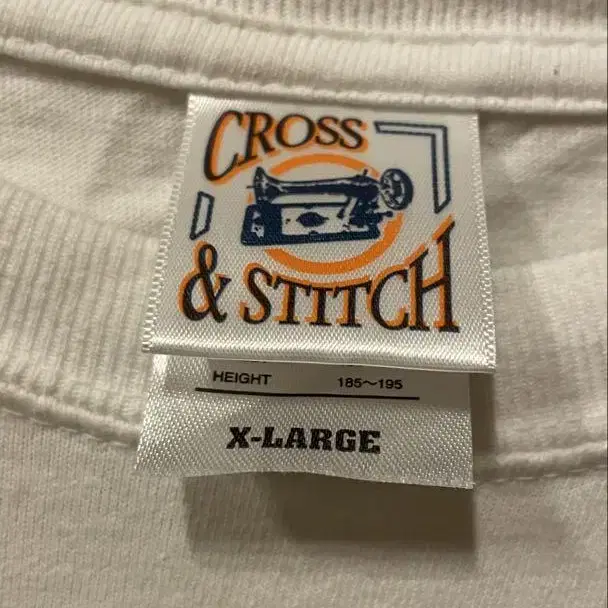 CROSS
& STITCH
HEIGHT 185～195
X-LARGE